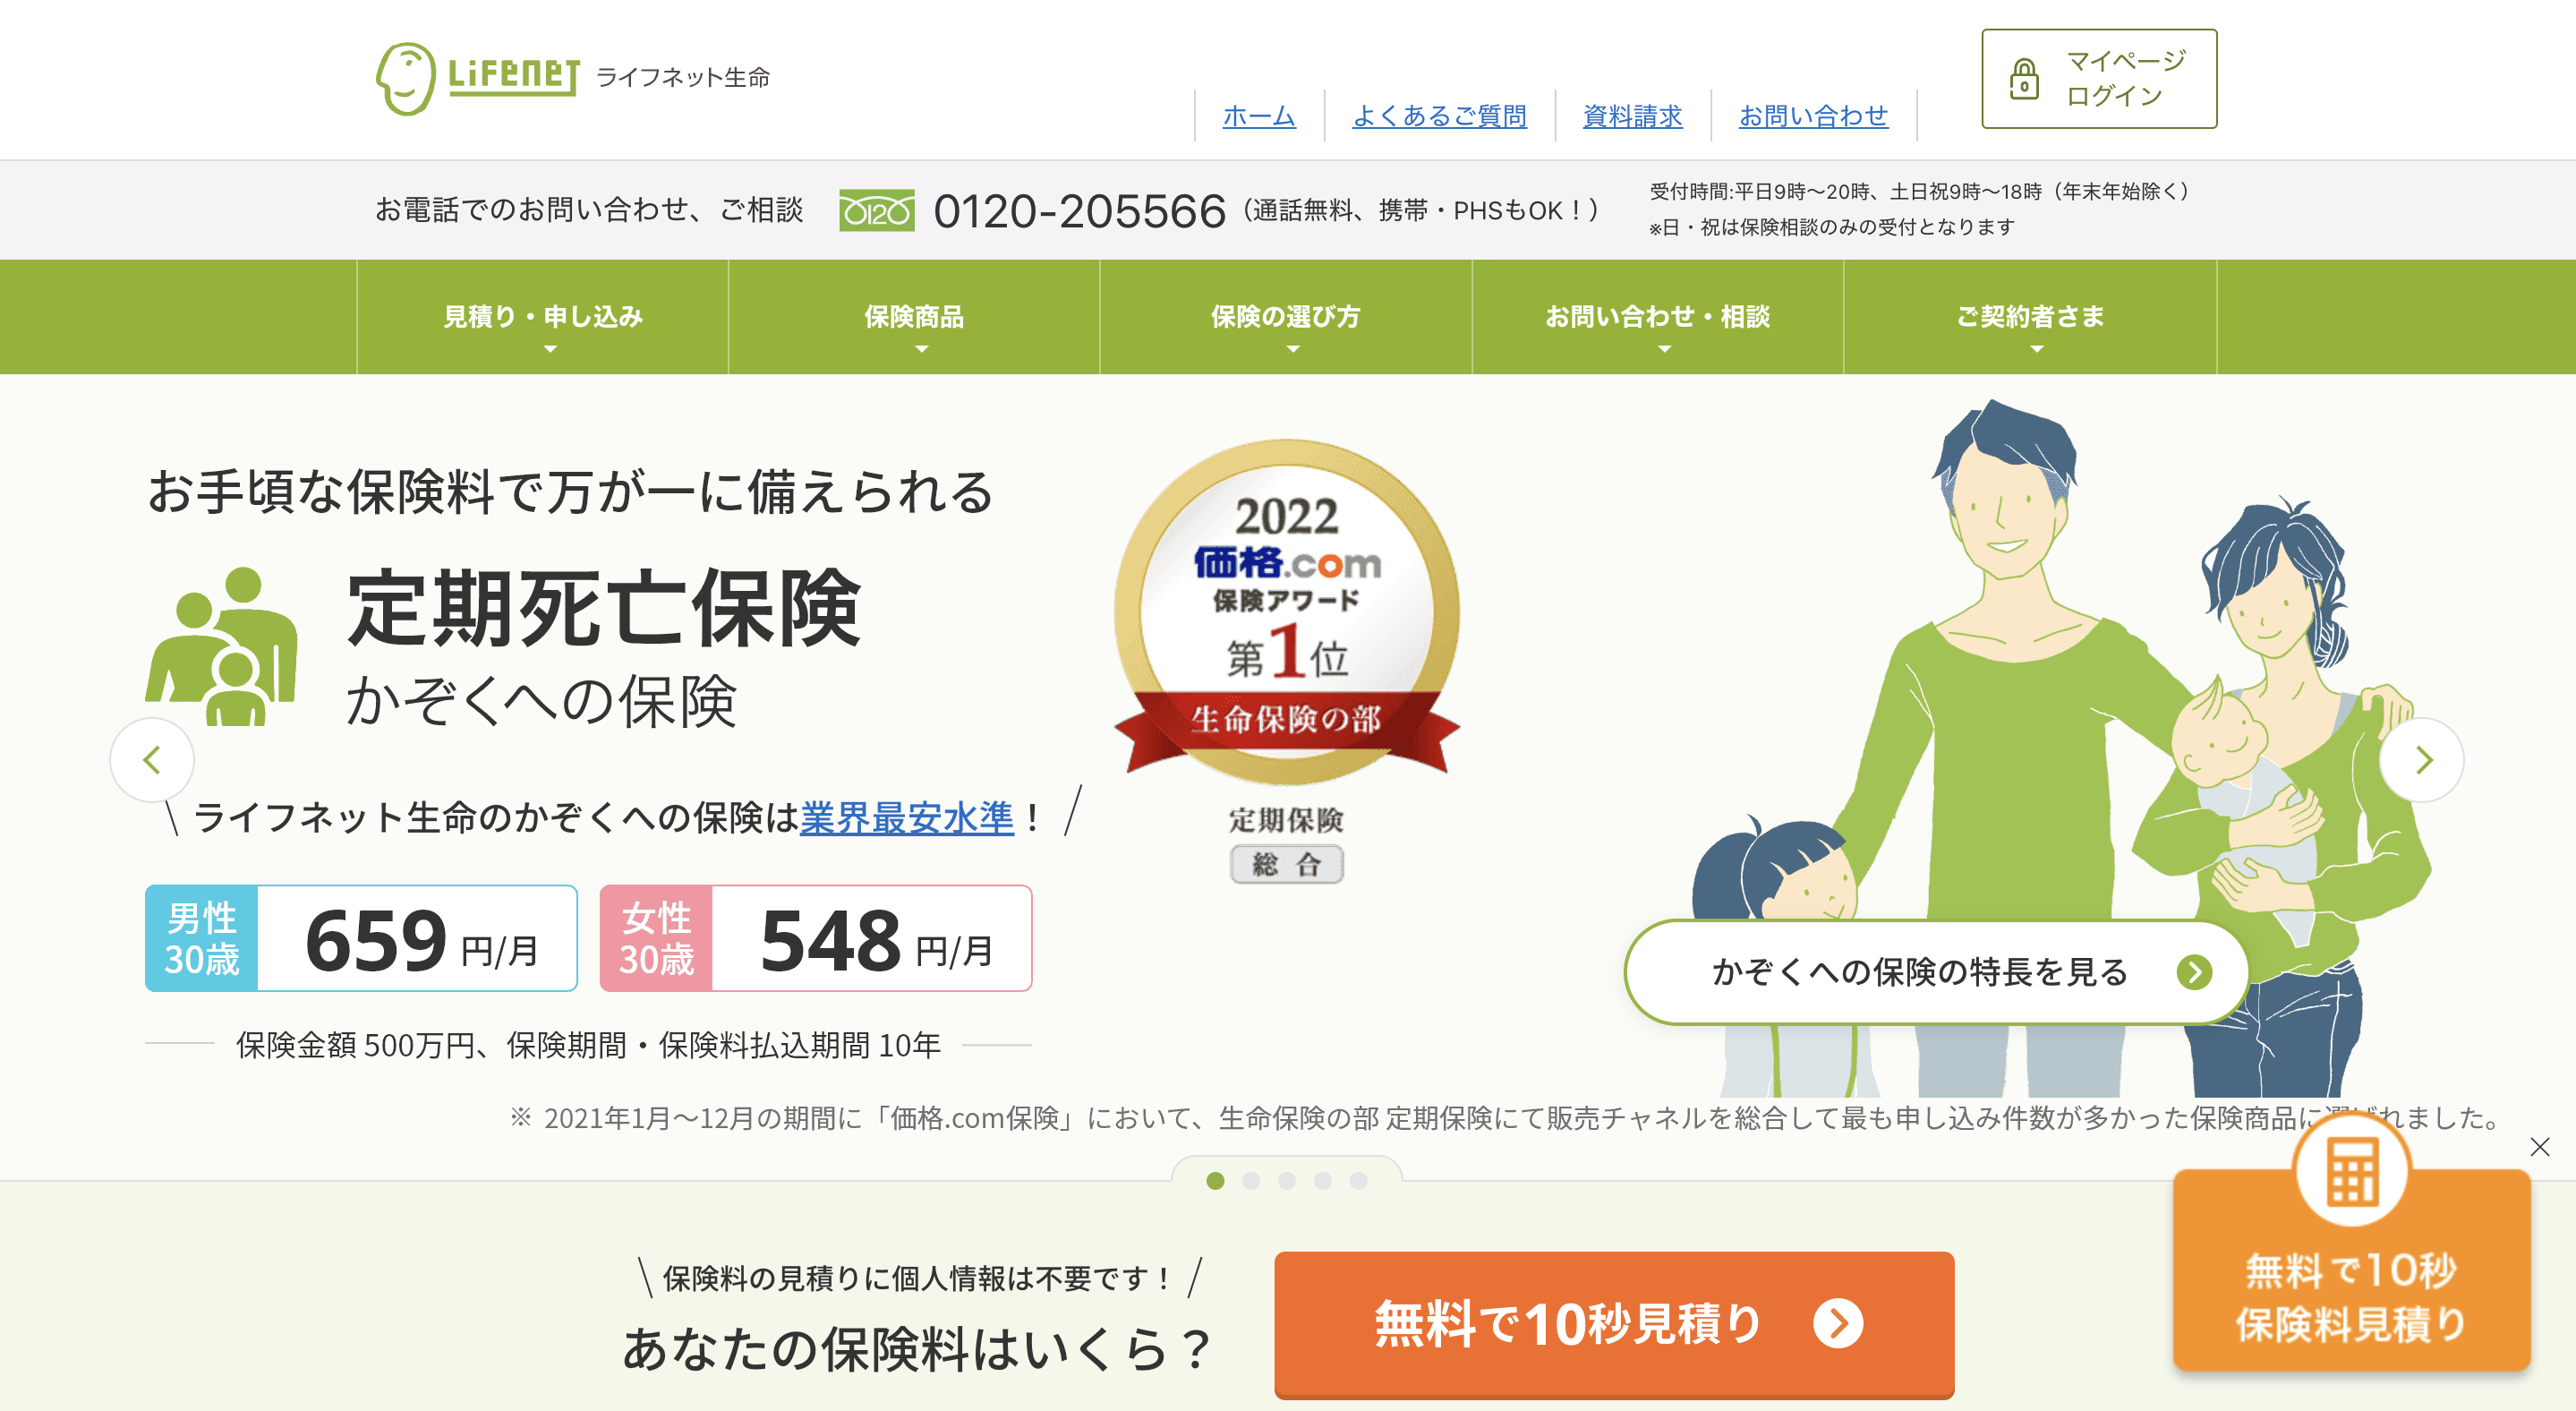 LIFENET ライフネット生命
ホーム
よくあるご質問
資料請求
お問い合わせ
マイページ
ログイン
お電話でのお問い合わせ、ご相談
0120
0120-205566
（通話無料、携帯・PHSもOK！）
受付時間:平日9時〜20時、土日祝9時〜18時（年末年始除く）
※日・祝は保険相談のみの受付となります
見積り・申し込み
保険商品
保険の選び方
お問い合わせ・相談
ご契約者さま
お手頃な保険料で万が一に備えられる
定期死亡保険
かぞくへの保険
\ ライフネット生命のかぞくへの保険は業界最安水準！ /
男性
30歳
659 円/月
女性
30歳
548 円/月
保険金額 500万円、保険期間・保険料払込期間 10年
2022
価格.com
保険アワード
第1位
生命保険の部
定期保険
総合
かぞくへの保険の特長を見る
※ 2021年1月〜12月の期間に「価格.com保険」において、生命保険の部 定期保険にて販売チャネルを総合して最も申し込み件数が多かった保険商品に選ばれました。
\ 保険料の見積りに個人情報は不要です！ /
あなたの保険料はいくら？
無料で10秒見積り
無料で10秒
保険料見積り